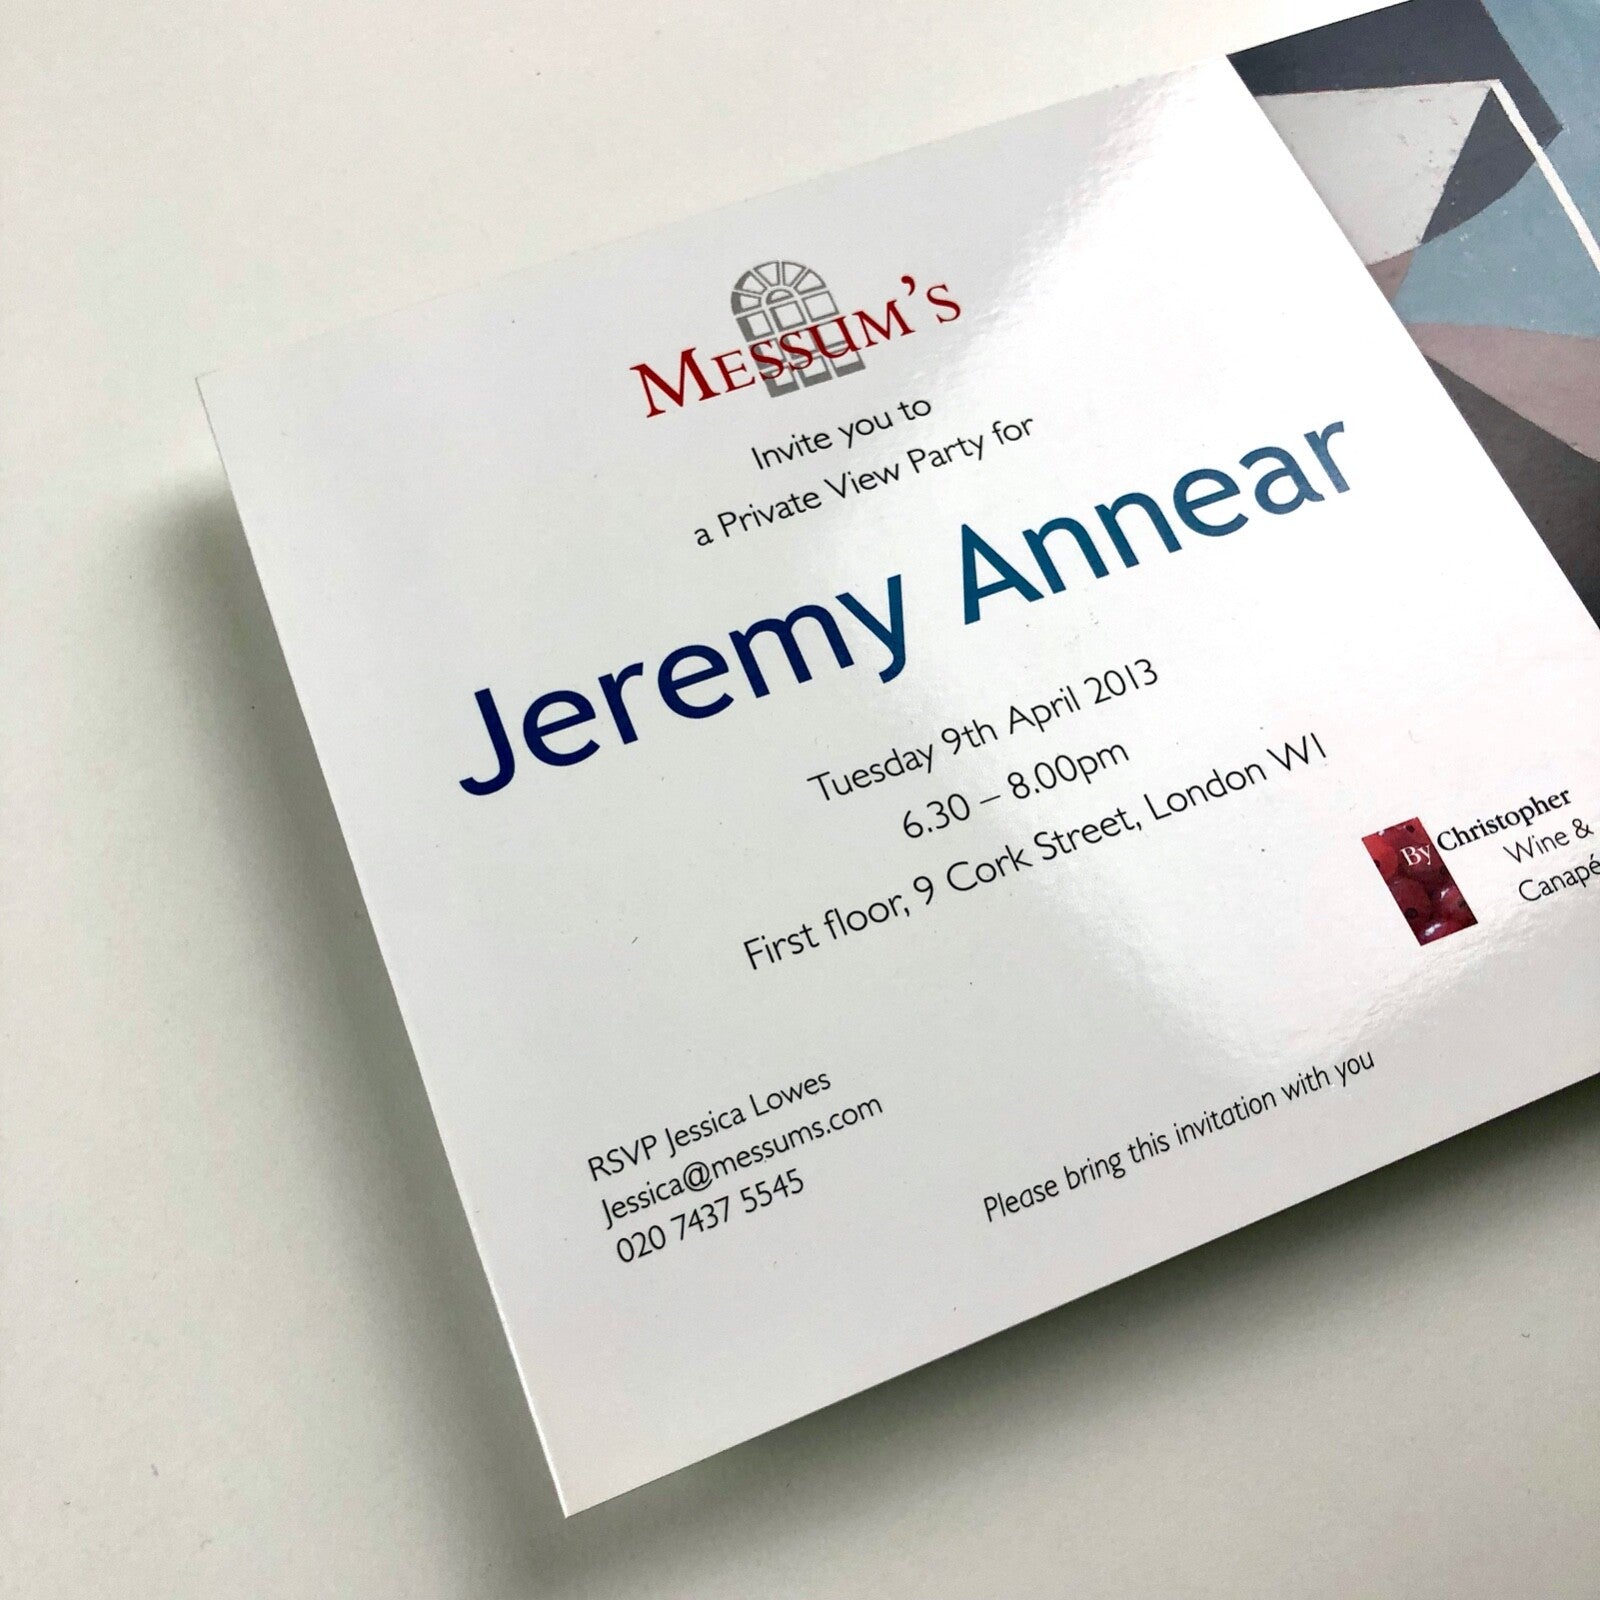 MESSUM'S
Invite you to
a Private View Party for
Jeremy Annear
Tuesday 9th April 2013
6.30 – 8.00pm
First floor, 9 Cork Street, London W1
By Christopher
Wine &
Canapé
RSVP Jessica Lowes
Jessica@messums.com
020 7437 5545
Please bring this invitation with you